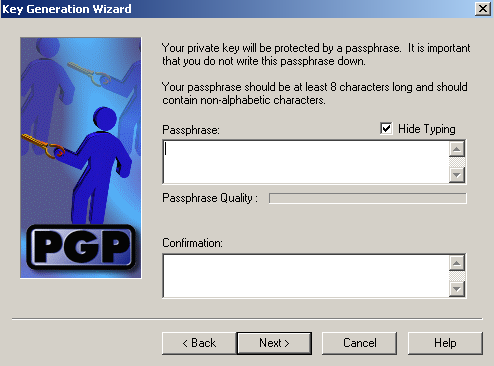 Key Generation Wizard
Your private key will be protected by a passphrase. It is important
that you do not write this passphrase down.
Your passphrase should be at least 8 characters long and should
contain non-alphabetic characters.
Passphrase:
Hide Typing
Passphrase Quality :
PGP
Confirmation:
< Back
Next >
Cancel
Help